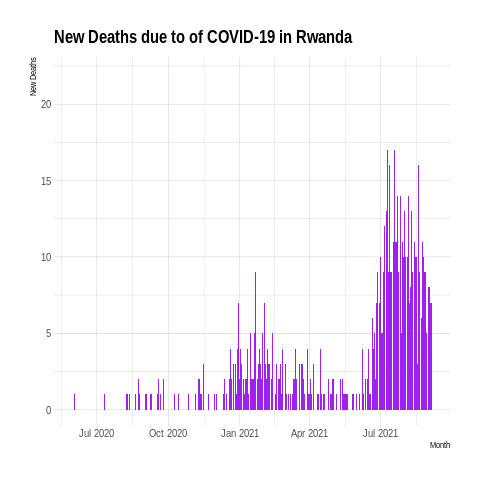 New Deaths due to of COVID-19 in Rwanda
New Deaths
20
15
10
5
0
Jul 2020 Oct 2020 Jan 2021 Apr 2021 Jul 2021
Month